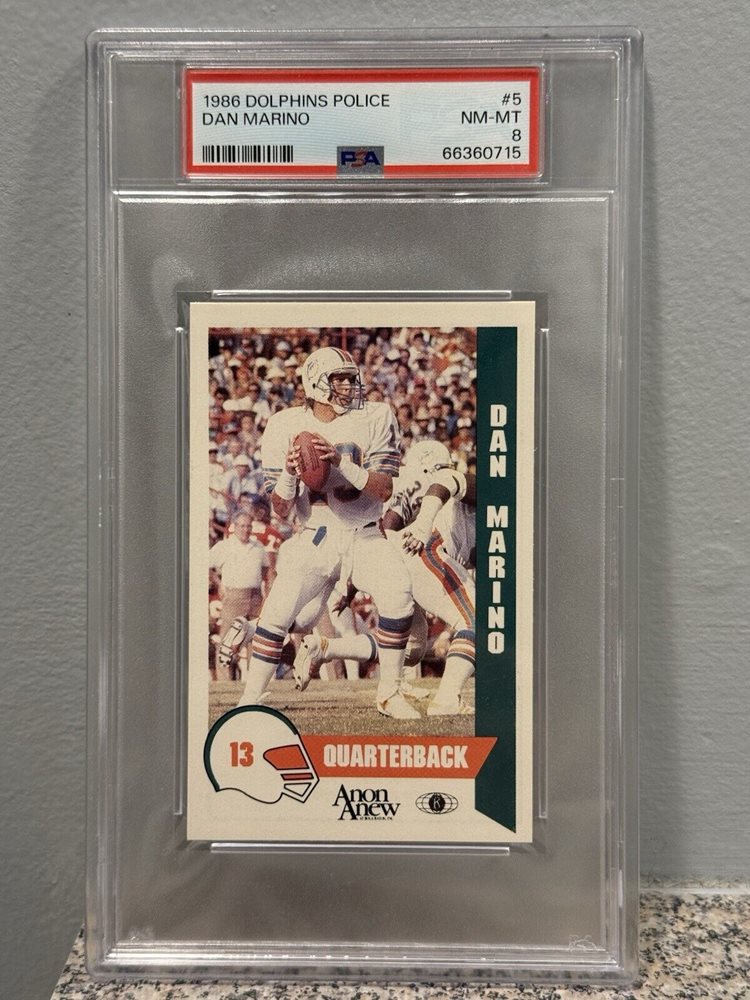 1986 DOLPHINS POLICE #5
DAN MARINO NM-MT
8
PSA 66360715
DAN MARINO
13 QUARTERBACK
Anon
Anew
K